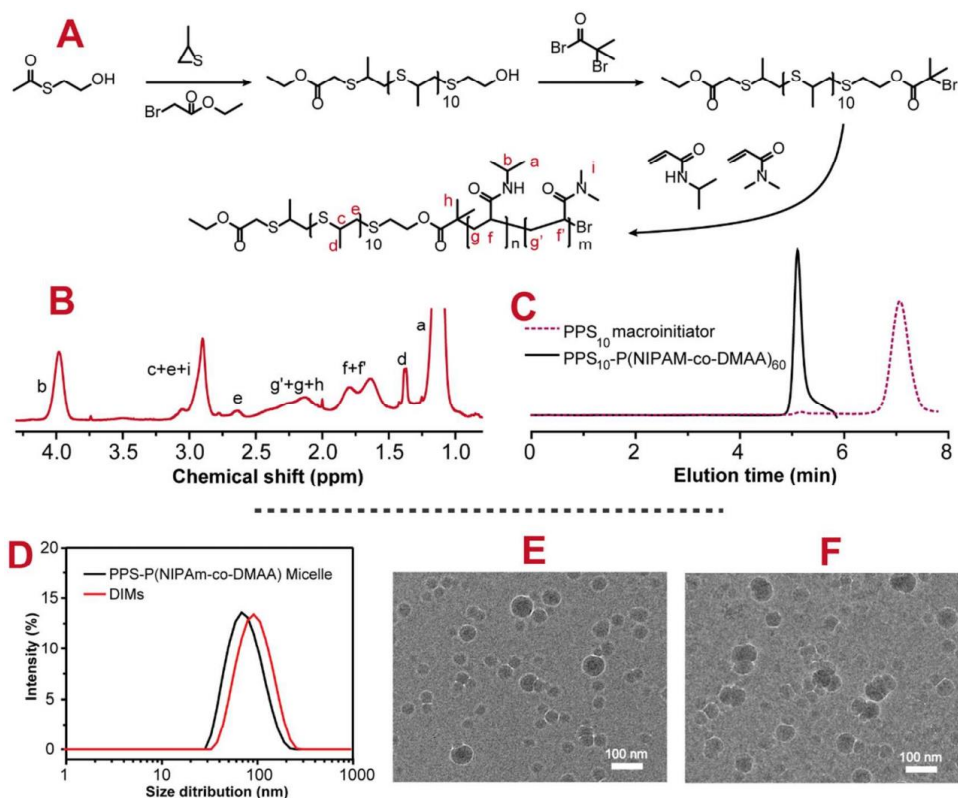 A
O
S
OH
S
Br
O
O
O
O
S
S
S
OH
10
O
Br
Br
O
O
S
S
S
O
10
O
Br
O
HN
O
N
b
a
O
NH
i
O
N
O
O
S
S
c
d
e
S
10
O
O
h
g
f
n
g'
f'
Br
m
B
b
c+e+i
e
g'+g+h
f+f'
d
a
4.0 3.5 3.0 2.5 2.0 1.5 1.0
Chemical shift (ppm)
C
PPS10 macroinitiator
PPS10-P(NIPAM-co-DMAA)60
0 2 4 6 8
Elution time (min)
D
20
15
10
5
0
Intensity (%)
PPS-P(NIPAm-co-DMAA) Micelle
DIMs
1 10 100 1000
Size ditribution (nm)
E
100 nm
F
100 nm